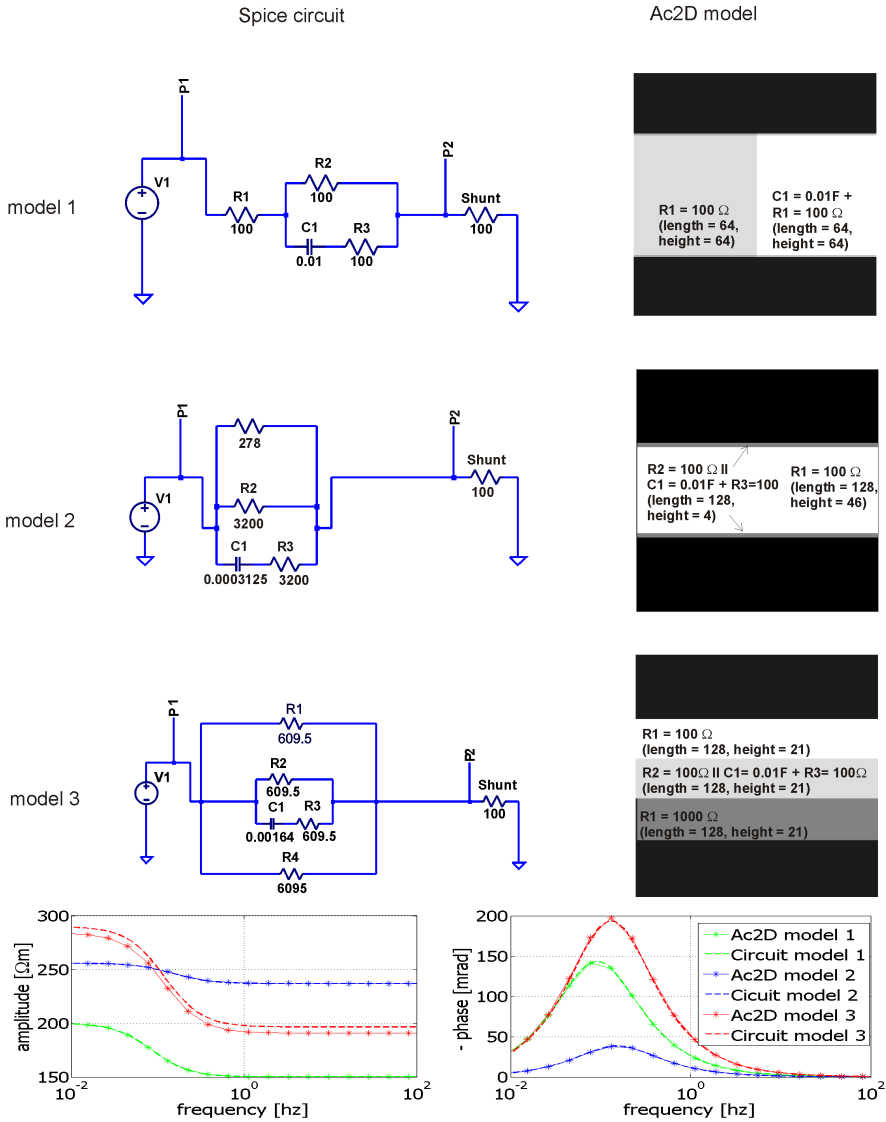 Spice circuit
Ac2D model
model 1
P1
V1
R1
100
R2
100
C1
0.01
R3
100
P2
Shunt
100
R1 = 100 Ω
(length = 64,
height = 64)
C1 = 0.01F +
R1 = 100 Ω
(length = 64,
height = 64)
model 2
P1
V1
278
R2
3200
C1
0.0003125
R3
3200
P2
Shunt
100
R2 = 100 Ω II
C1 = 0.01F + R3=100
(length = 128,
height = 4)
R1 = 100 Ω
(length = 128,
height = 46)
model 3
P1
V1
R1
609.5
R2
609.5
C1
0.00164
R3
609.5
R4
6095
P2
Shunt
100
R1 = 100 Ω
(length = 128, height = 21)
R2 = 100Ω II C1= 0.01F + R3= 100Ω
(length = 128, height = 21)
R1 = 1000 Ω
(length = 128, height = 21)
amplitude [Ωm]
300
250
200
150
10-2
100
102
frequency [hz]
- phase [mrad]
200
150
100
50
0
10-2
100
102
frequency [hz]
Ac2D model 1
Circuit model 1
Ac2D model 2
Cicuit model 2
Ac2D model 3
Circuit model 3